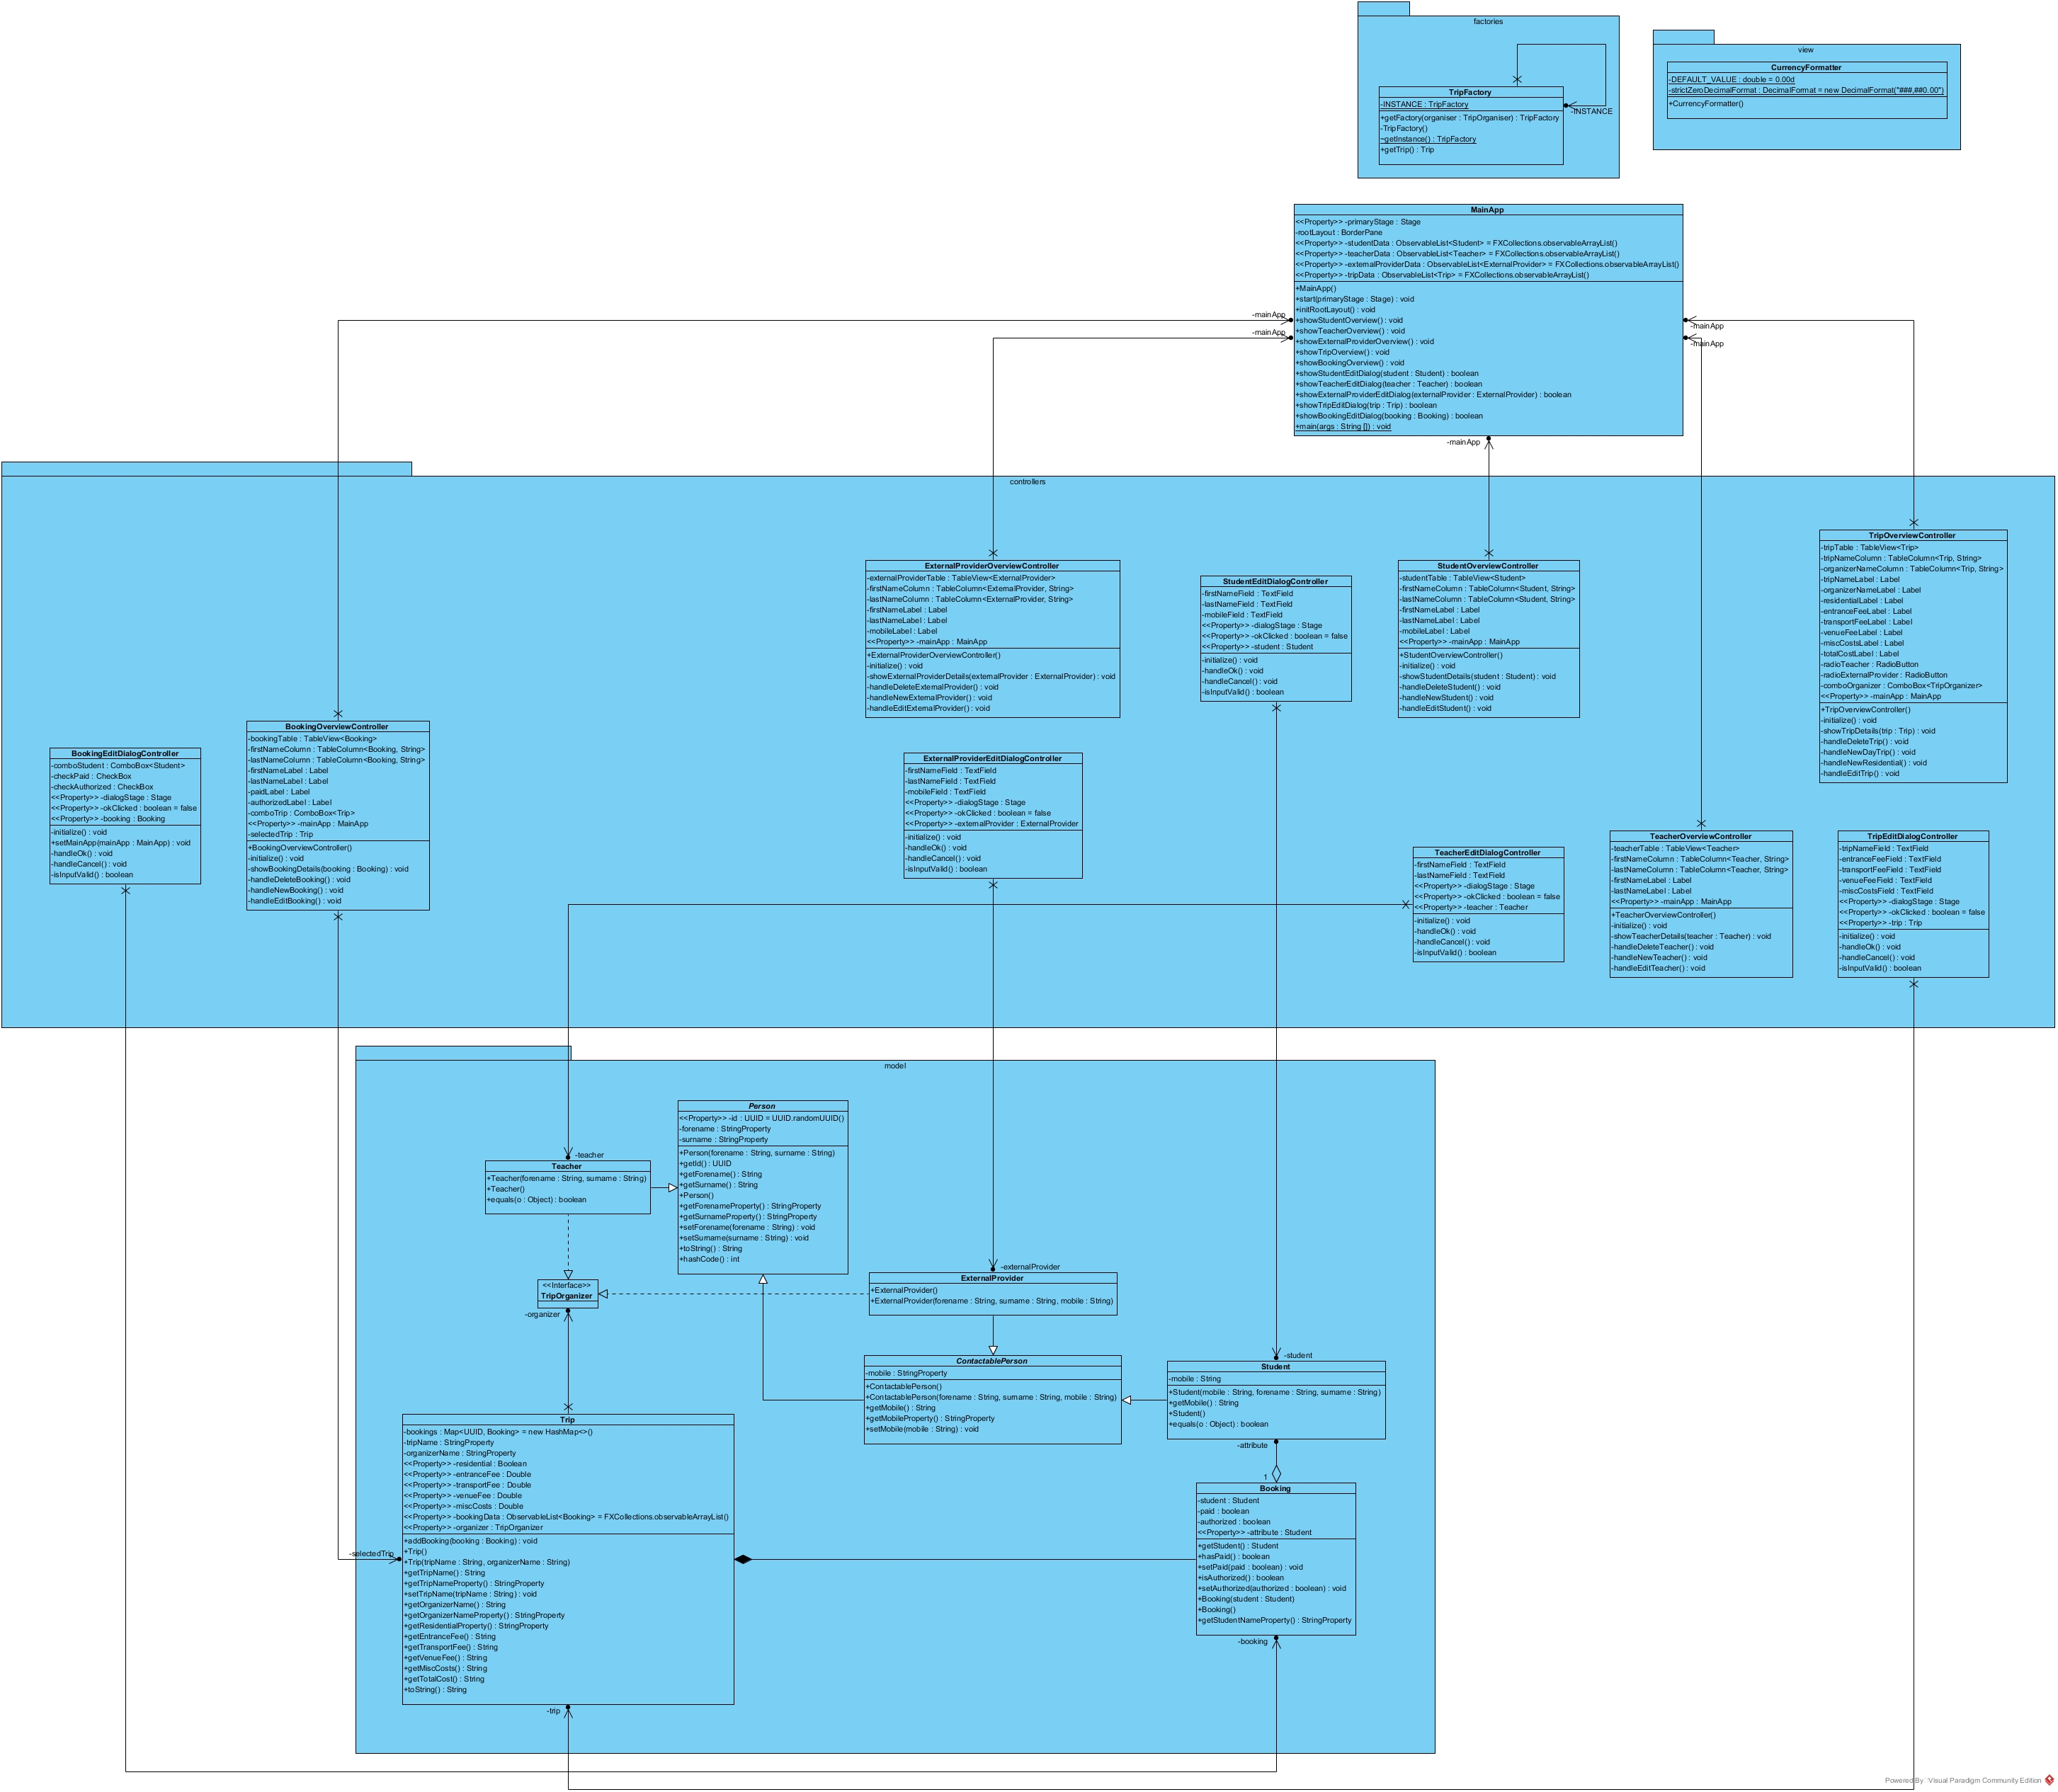 factories
TripFactory
-INSTANCE : TripFactory
+getFactory(organiser : TripOrganiser) : TripFactory
-TripFactory()
~getInstance() : TripFactory
+getTrip() : Trip
-INSTANCE
view
CurrencyFormatter
-DEFAULT_VALUE : double = 0.00d
-strictZeroDecimalFormat : DecimalFormat = new DecimalFormat("###,##0.00")
+CurrencyFormatter()
MainApp
<<Property>> -primaryStage : Stage
-rootLayout : BorderPane
<<Property>> -studentData : ObservableList<Student> = FXCollections.observableArrayList()
<<Property>> -teacherData : ObservableList<Teacher> = FXCollections.observableArrayList()
<<Property>> -externalProviderData : ObservableList<ExternalProvider> = FXCollections.observableArrayList()
<<Property>> -tripData : ObservableList<Trip> = FXCollections.observableArrayList()
+MainApp()
+start(primaryStage : Stage) : void
+initRootLayout() : void
+showStudentOverview() : void
+showTeacherOverview() : void
+showExternalProviderOverview() : void
+showTripOverview() : void
+showBookingOverview() : void
+showStudentEditDialog(student : Student) : boolean
+showTeacherEditDialog(teacher : Teacher) : boolean
+showExternalProviderEditDialog(externalProvider : ExternalProvider) : boolean
+showTripEditDialog(trip : Trip) : boolean
+showBookingEditDialog(booking : Booking) : boolean
+main(args : String []) : void
-mainApp
-mainApp
-mainApp
-mainApp
-mainApp
controllers
BookingEditDialogController
-comboStudent : ComboBox<Student>
-checkPaid : CheckBox
-checkAuthorized : CheckBox
<<Property>> -dialogStage : Stage
<<Property>> -okClicked : boolean = false
<<Property>> -booking : Booking
-initialize() : void
+setMainApp(mainApp : MainApp) : void
-handleOk() : void
-handleCancel() : void
-isInputValid() : boolean
BookingOverviewController
-bookingTable : TableView<Booking>
-firstNameColumn : TableColumn<Booking, String>
-lastNameColumn : TableColumn<Booking, String>
-firstNameLabel : Label
-lastNameLabel : Label
-paidLabel : Label
-authorizedLabel : Label
-comboTrip : ComboBox<Trip>
<<Property>> -mainApp : MainApp
-selectedTrip : Trip
+BookingOverviewController()
-initialize() : void
-showBookingDetails(booking : Booking) : void
-handleDeleteBooking() : void
-handleNewBooking() : void
-handleEditBooking() : void
ExternalProviderOverviewController
-externalProviderTable : TableView<ExternalProvider>
-firstNameColumn : TableColumn<ExternalProvider, String>
-lastNameColumn : TableColumn<ExternalProvider, String>
-firstNameLabel : Label
-lastNameLabel : Label
-mobileLabel : Label
<<Property>> -mainApp : MainApp
+ExternalProviderOverviewController()
-initialize() : void
-showExternalProviderDetails(externalProvider : ExternalProvider) : void
-handleDeleteExternalProvider() : void
-handleNewExternalProvider() : void
-handleEditExternalProvider() : void
ExternalProviderEditDialogController
-firstNameField : TextField
-lastNameField : TextField
-mobileField : TextField
<<Property>> -dialogStage : Stage
<<Property>> -okClicked : boolean = false
<<Property>> -externalProvider : ExternalProvider
-initialize() : void
-handleOk() : void
-handleCancel() : void
-isInputValid() : boolean
StudentEditDialogController
-firstNameField : TextField
-lastNameField : TextField
-mobileField : TextField
<<Property>> -dialogStage : Stage
<<Property>> -okClicked : boolean = false
<<Property>> -student : Student
-initialize() : void
-handleOk() : void
-handleCancel() : void
-isInputValid() : boolean
StudentOverviewController
-studentTable : TableView<Student>
-firstNameColumn : TableColumn<Student, String>
-lastNameColumn : TableColumn<Student, String>
-firstNameLabel : Label
-lastNameLabel : Label
-mobileLabel : Label
<<Property>> -mainApp : MainApp
+StudentOverviewController()
-initialize() : void
-showStudentDetails(student : Student) : void
-handleDeleteStudent() : void
-handleNewStudent() : void
-handleEditStudent() : void
TeacherEditDialogController
-firstNameField : TextField
-lastNameField : TextField
<<Property>> -dialogStage : Stage
<<Property>> -okClicked : boolean = false
<<Property>> -teacher : Teacher
-initialize() : void
-handleOk() : void
-handleCancel() : void
-isInputValid() : boolean
TeacherOverviewController
-teacherTable : TableView<Teacher>
-firstNameColumn : TableColumn<Teacher, String>
-lastNameColumn : TableColumn<Teacher, String>
-firstNameLabel : Label
-lastNameLabel : Label
<<Property>> -mainApp : MainApp
+TeacherOverviewController()
-initialize() : void
-showTeacherDetails(teacher : Teacher) : void
-handleDeleteTeacher() : void
-handleNewTeacher() : void
-handleEditTeacher() : void
TripOverviewController
-tripTable : TableView<Trip>
-tripNameColumn : TableColumn<Trip, String>
-organizerNameColumn : TableColumn<Trip, String>
-tripNameLabel : Label
-organizerNameLabel : Label
-residentialLabel : Label
-entranceFeeLabel : Label
-transportFeeLabel : Label
-venueFeeLabel : Label
-miscCostsLabel : Label
-totalCostLabel : Label
-radioTeacher : RadioButton
-radioExternalProvider : RadioButton
-comboOrganizer : ComboBox<TripOrganizer>
<<Property>> -mainApp : MainApp
+TripOverviewController()
-initialize() : void
-showTripDetails(trip : Trip) : void
-handleDeleteTrip() : void
-handleNewDayTrip() : void
-handleNewResidential() : void
-handleEditTrip() : void
TripEditDialogController
-tripNameField : TextField
-entranceFeeField : TextField
-transportFeeField : TextField
-venueFeeField : TextField
-miscCostsField : TextField
<<Property>> -dialogStage : Stage
<<Property>> -okClicked : boolean = false
<<Property>> -trip : Trip
-initialize() : void
-handleOk() : void
-handleCancel() : void
-isInputValid() : boolean
model
Person
<<Property>> -id : UUID = UUID.randomUUID()
-forename : StringProperty
-surname : StringProperty
+Person(forename : String, surname : String)
+getId() : UUID
+getForename() : String
+getSurname() : String
+Person()
+getForenameProperty() : StringProperty
+getSurnameProperty() : StringProperty
+setForename(forename : String) : void
+setSurname(surname : String) : void
+toString() : String
+hashCode() : int
-teacher
Teacher
+Teacher(forename : String, surname : String)
+Teacher()
+equals(o : Object) : boolean
<<Interface>>
TripOrganizer
-organizer
-externalProvider
ExternalProvider
+ExternalProvider()
+ExternalProvider(forename : String, surname : String, mobile : String)
ContactablePerson
-mobile : StringProperty
+ContactablePerson()
+ContactablePerson(forename : String, surname : String, mobile : String)
+getMobile() : String
+getMobileProperty() : StringProperty
+setMobile(mobile : String) : void
-student
Student
-mobile : String
+Student(mobile : String, forename : String, surname : String)
+getMobile() : String
+Student()
+equals(o : Object) : boolean
-attribute
1
Trip
-bookings : Map<UUID, Booking> = new HashMap<>()
-tripName : StringProperty
-organizerName : StringProperty
<<Property>> -residential : Boolean
<<Property>> -entranceFee : Double
<<Property>> -transportFee : Double
<<Property>> -venueFee : Double
<<Property>> -miscCosts : Double
<<Property>> -bookingData : ObservableList<Booking> = FXCollections.observableArrayList()
<<Property>> -organizer : TripOrganizer
+addBooking(booking : Booking) : void
+Trip()
+Trip(tripName : String, organizerName : String)
+getTripName() : String
+getTripNameProperty() : StringProperty
+setTripName(tripName : String) : void
+getOrganizerName() : String
+getOrganizerNameProperty() : StringProperty
+getResidentialProperty() : StringProperty
+getEntranceFee() : String
+getTransportFee() : String
+getVenueFee() : String
+getMiscCosts() : String
+getTotalCost() : String
+toString() : String
-selectedTrip
-trip
Booking
-student : Student
-paid : boolean
-authorized : boolean
<<Property>> -attribute : Student
+getStudent() : Student
+hasPaid() : boolean
+setPaid(paid : boolean) : void
+isAuthorized() : boolean
+setAuthorized(authorized : boolean) : void
+Booking(student : Student)
+Booking()
+getStudentNameProperty() : StringProperty
-booking
Powered By Visual Paradigm Community Edition